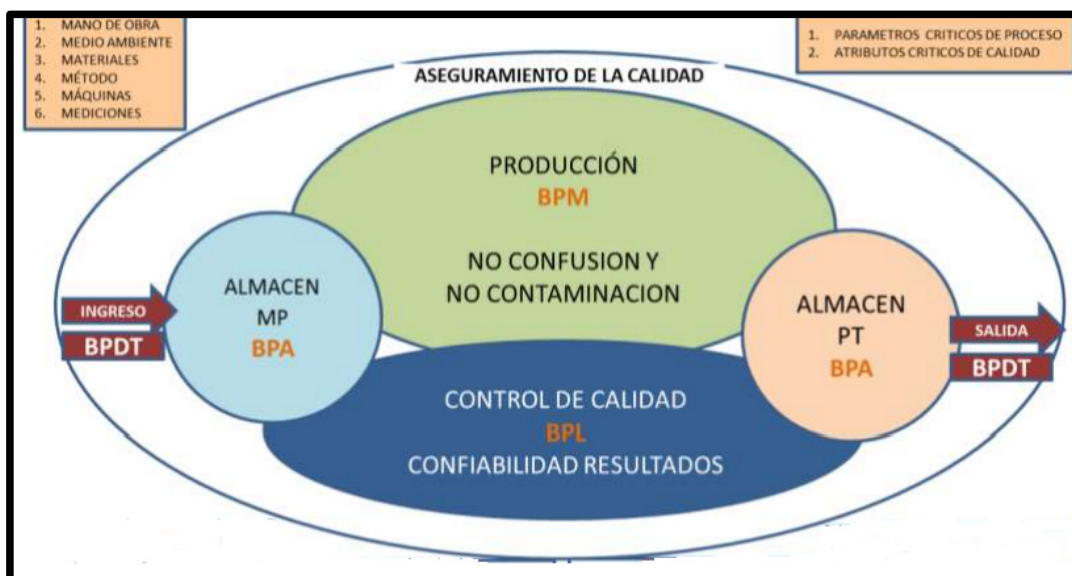 1. MANO DE OBRA
2. MEDIO AMBIENTE
3. MATERIALES
4. MÉTODO
5. MÁQUINAS
6. MEDICIONES
1. PARAMETROS CRITICOS DE PROCESO
2. ATRIBUTOS CRITICOS DE CALIDAD
ASEGURAMIENTO DE LA CALIDAD
PRODUCCIÓN
BPM
NO CONFUSION Y
NO CONTAMINACION
INGRESO
BPDT
ALMACEN
MP
BPA
ALMACEN
PT
BPA
SALIDA
BPDT
CONTROL DE CALIDAD
BPL
CONFIABILIDAD RESULTADOS